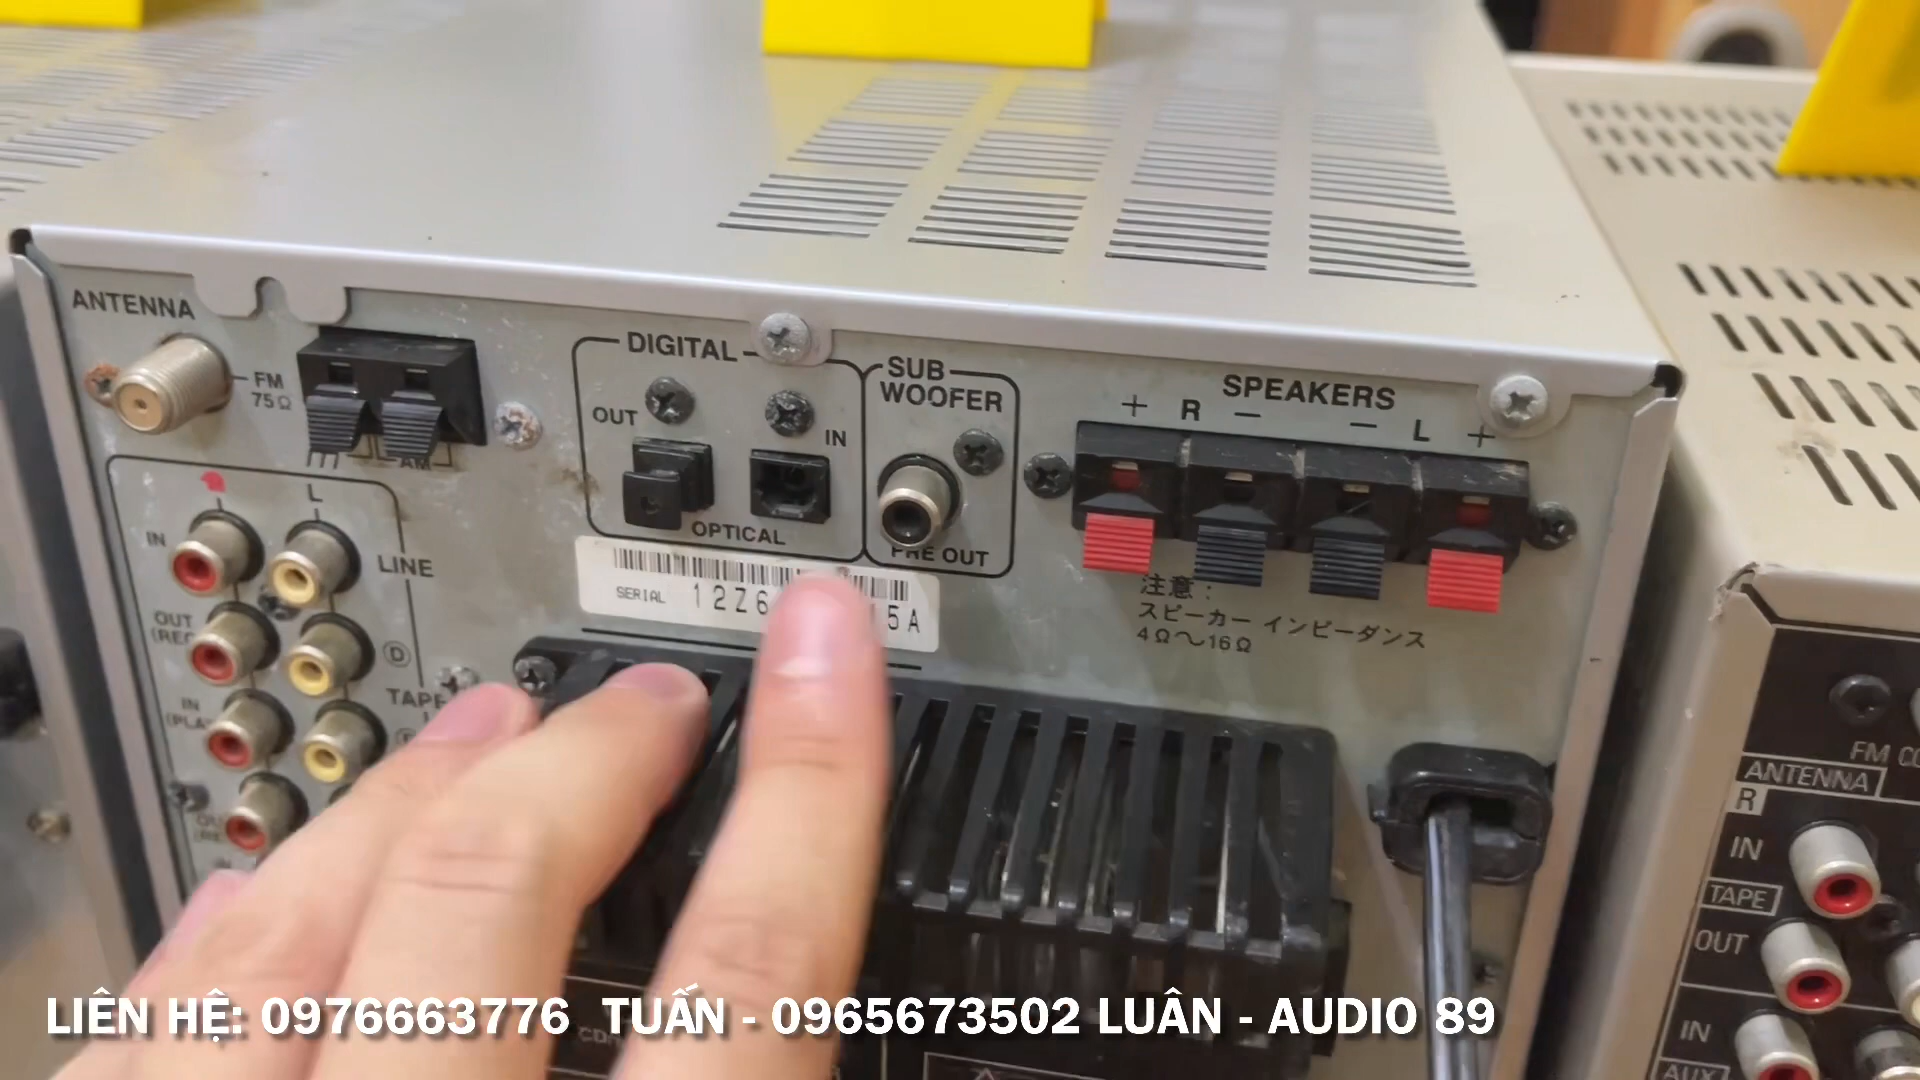 ANTENNA
FM
75Ω
AM
DIGITAL
OUT
IN
OPTICAL
SUB
WOOFER
PRE OUT
SPEAKERS
+ R − − L +
注意：
スピーカー インピーダンス
4Ω〜16Ω
SERIAL
L
IN
LINE
OUT
D
TAPE
IN
FM
ANTENNA
R
IN
TAPE
OUT
IN
AUX
LIÊN HỆ: 0976663776 TUẤN - 0965673502 LUÂN - AUDIO 89